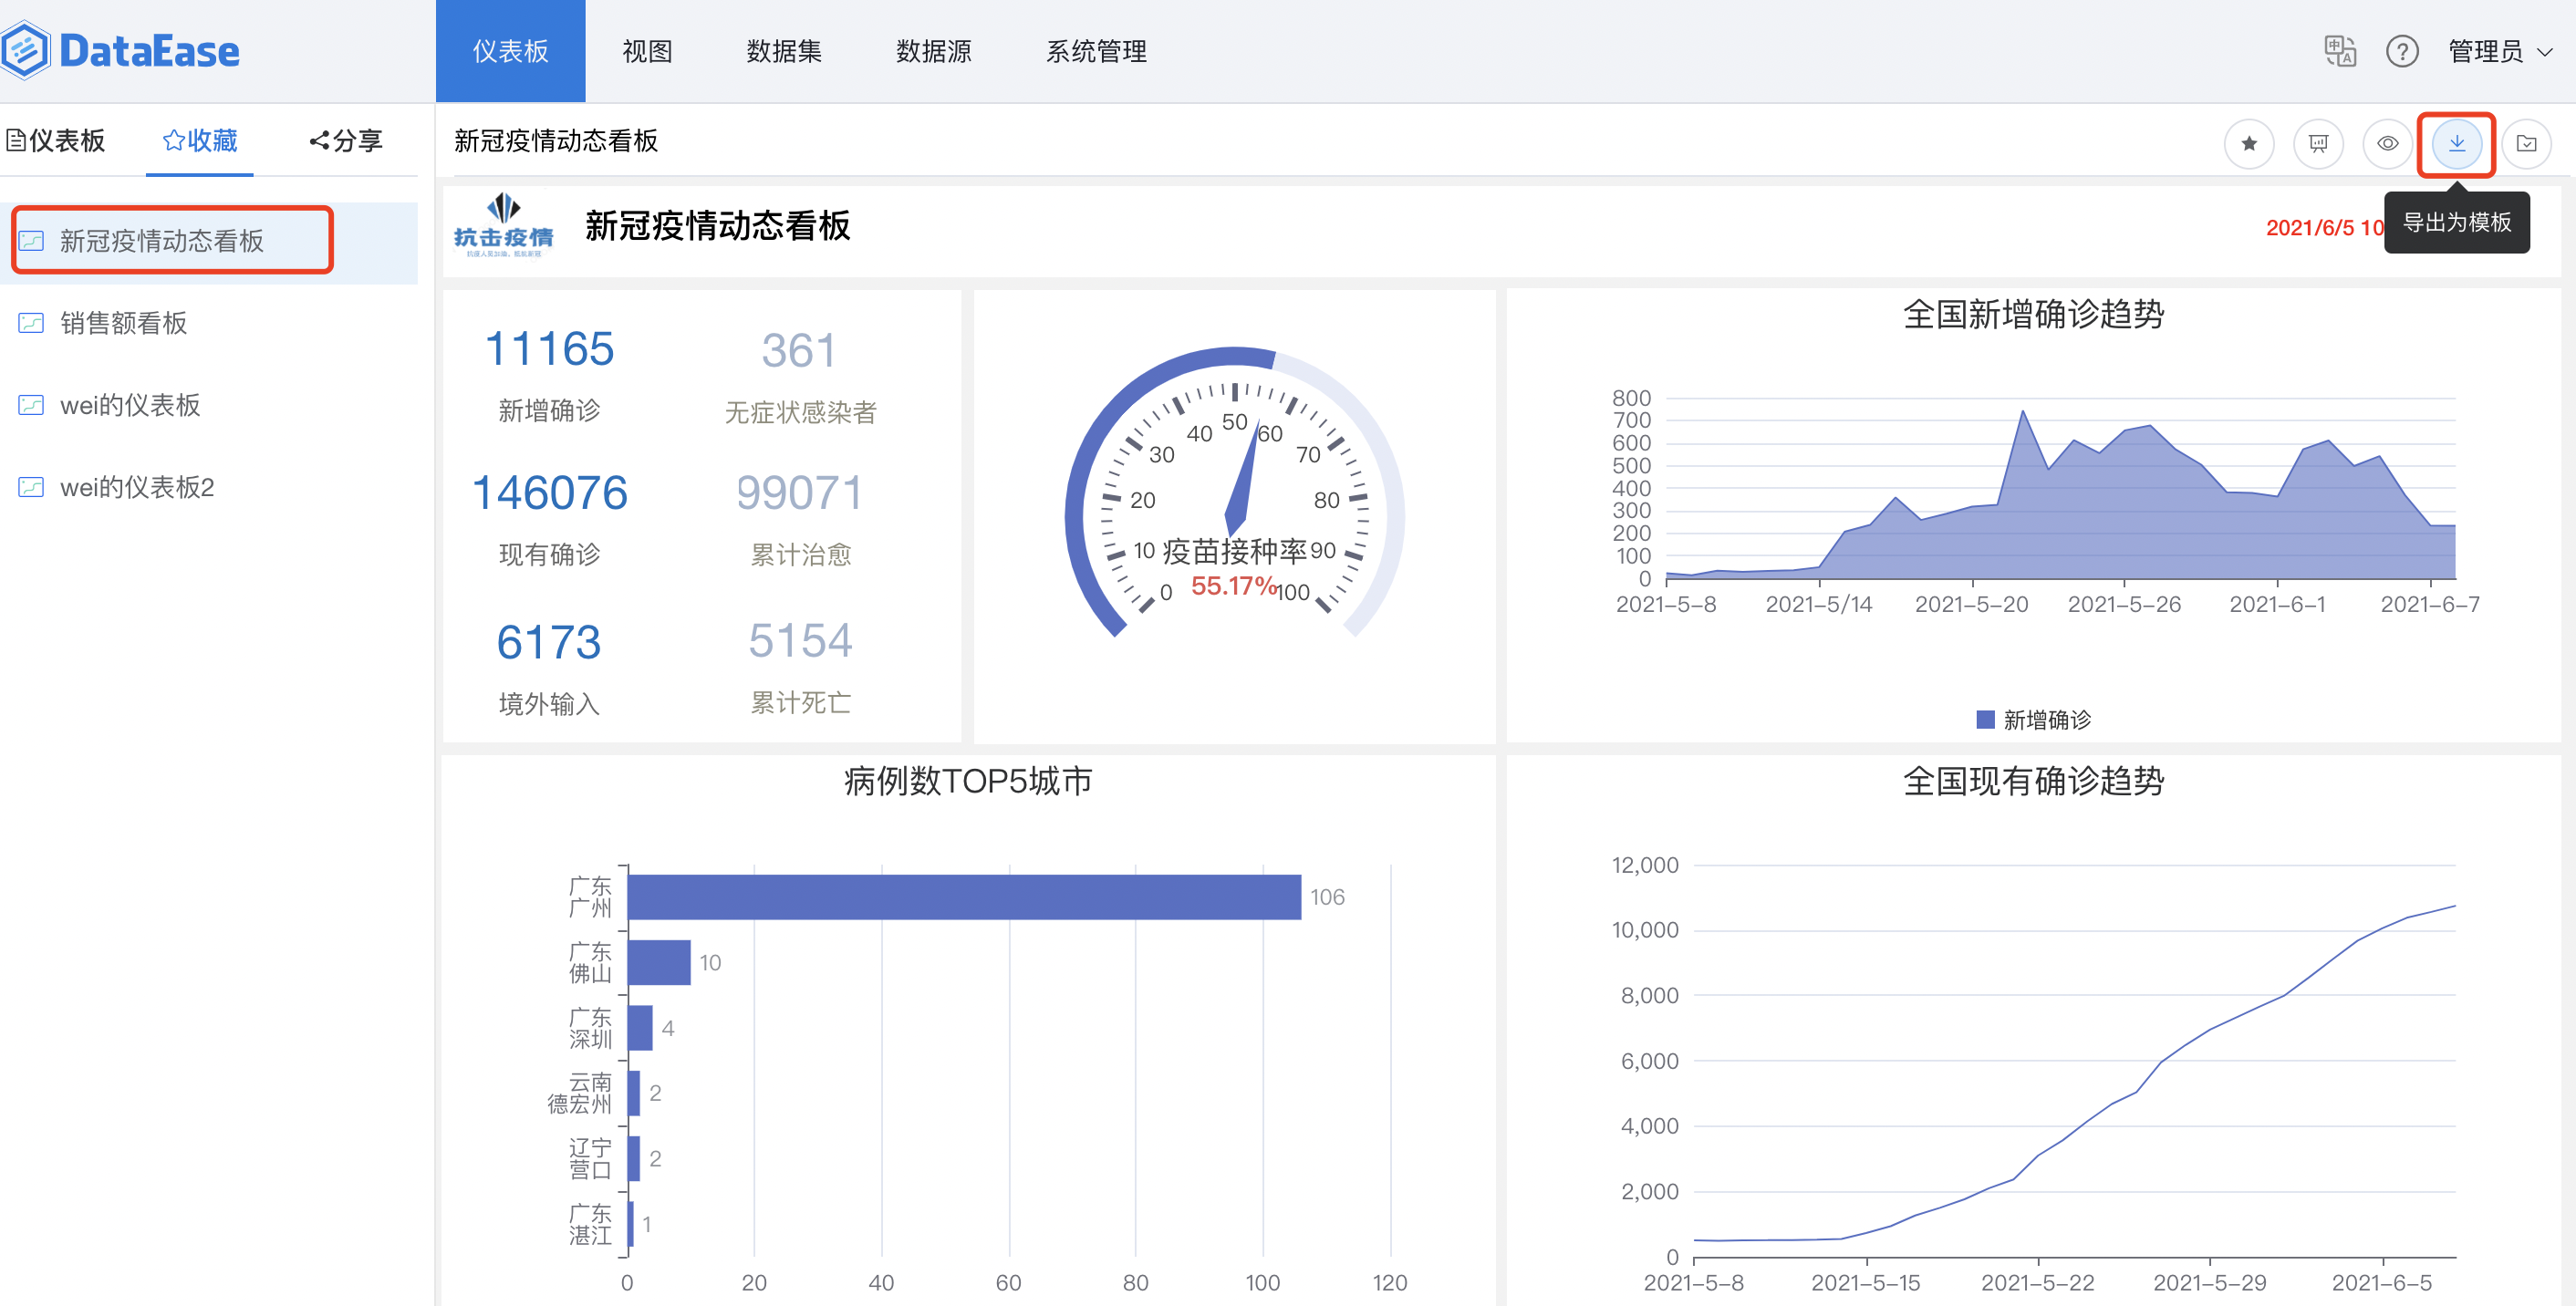 DataEase
仪表板
视图
数据集
数据源
系统管理
管理员
仪表板
收藏
分享
新冠疫情动态看板
销售额看板
wei的仪表板
wei的仪表板2
新冠疫情动态看板
抗击疫情
新冠疫情动态看板
2021/6/5 10
导出为模板
11165
361
新增确诊
无症状感染者
146076
99071
现有确诊
累计治愈
6173
5154
境外输入
累计死亡
0
10
20
30
40
50
60
70
80
90
100
疫苗接种率
55.17%
全国新增确诊趋势
800
700
600
500
400
300
200
100
0
2021-5-8
2021-5/14
2021-5-20
2021-5-26
2021-6-1
2021-6-7
新增确诊
病例数TOP5城市
广东
广州
106
广东
佛山
10
广东
深圳
4
云南
德宏州
2
辽宁
营口
2
广东
湛江
1
0
20
40
60
80
100
120
全国现有确诊趋势
12,000
10,000
8,000
6,000
4,000
2,000
0
2021-5-8
2021-5-15
2021-5-22
2021-5-29
2021-6-5